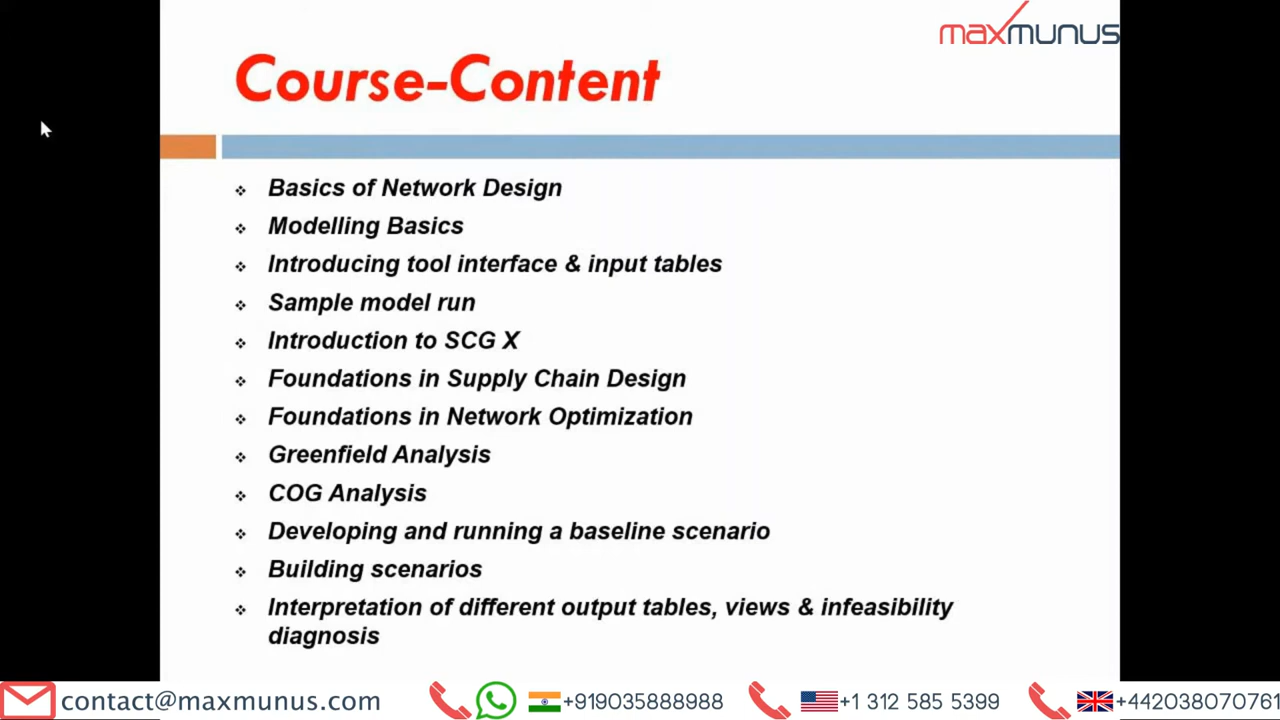 maxmunus
Course-Content
Basics of Network Design
Modelling Basics
Introducing tool interface & input tables
Sample model run
Introduction to SCG X
Foundations in Supply Chain Design
Foundations in Network Optimization
Greenfield Analysis
COG Analysis
Developing and running a baseline scenario
Building scenarios
Interpretation of different output tables, views & infeasibility
diagnosis
contact@maxmunus.com +919035888988 +1 312 585 5399 +442038070761